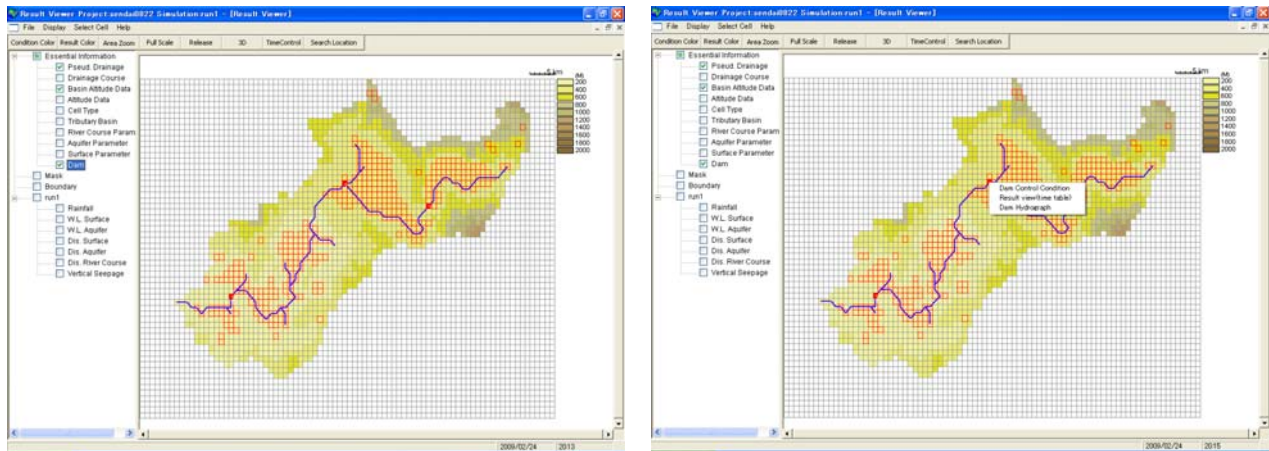 Result Viewer Project:sendai0822 Simulation:run1 - [Result Viewer]
File Display Select Cell Help
Condition Color Result Color Area Zoom Full Scale Release 3D TimeControl Search Location
Essential Information
Pseud. Drainage
Drainage Course
Basin Altitude Data
Altitude Data
Cell Type
Tributary Basin
River Course Param
Aquifer Parameter
Surface Parameter
Dam
Mask
Boundary
run1
Rainfall
W.L. Surface
W.L. Aquifer
Dis. Surface
Dis. Aquifer
Dis. River Course
Vertical Seepage
5 km
(M)
200
400
600
800
1000
1200
1400
1600
1800
2000
2009/02/24 2013
Result Viewer Project:sendai0822 Simulation:run1 - [Result Viewer]
File Display Select Cell Help
Condition Color Result Color Area Zoom Full Scale Release 3D TimeControl Search Location
Essential Information
Pseud. Drainage
Drainage Course
Basin Altitude Data
Altitude Data
Cell Type
Tributary Basin
River Course Param
Aquifer Parameter
Surface Parameter
Dam
Mask
Boundary
run1
Rainfall
W.L. Surface
W.L. Aquifer
Dis. Surface
Dis. Aquifer
Dis. River Course
Vertical Seepage
Dam Control Condition
Result view(time table)
Dam Hydrograph
5 km
(M)
200
400
600
800
1000
1200
1400
1600
1800
2000
2009/02/24 2015